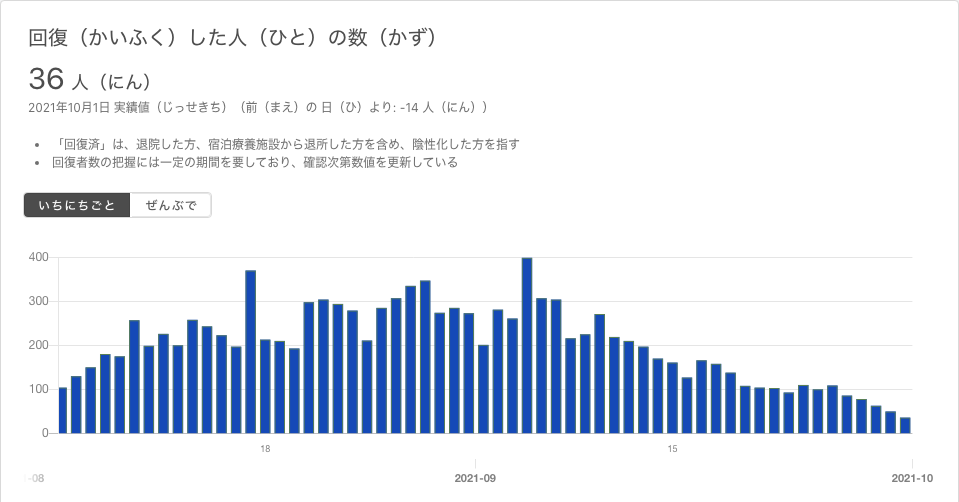 回復（かいふく）した人（ひと）の数（かず）
36 人（にん）
2021年10月1日 実績値（じっせきち）（前（まえ）の 日（ひ）より: -14 人（にん））
• 「回復済」は、退院した方、宿泊療養施設から退所した方を含め、陰性化した方を指す
• 回復者数の把握には一定の期間を要しており、確認次第数値を更新している
いちにちごと ぜんぶで
400
300
200
100
0
18 15
-08 2021-09 2021-10